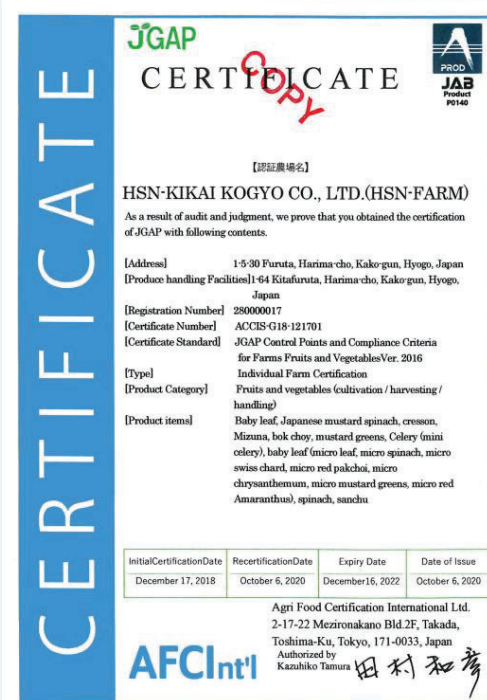 JGAP
CERTIFICATE
COPY
PROD
JAB
Product
P0140
CERTIFICATE
【認証農場名】
HSN-KIKAI KOGYO CO., LTD.(HSN-FARM)
As a result of audit and judgment, we prove that you obtained the certification
of JGAP with following contents.
[Address] 1-5-30 Furuta, Harima-cho, Kako-gun, Hyogo, Japan
[Produce handling Facilities]1-64 Kitafuruta, Harima-cho, Kako-gun, Hyogo,
Japan
[Registration Number] 280000017
[Certificate Number] ACCIS-G18-121701
[Certificate Standard] JGAP Control Points and Compliance Criteria
for Farms Fruits and VegetablesVer. 2016
[Type] Individual Farm Certification
[Product Category] Fruits and vegetables (cultivation / harvesting /
handling)
[Product items] Baby leaf, Japanese mustard spinach, cresson,
Mizuna, bok choy, mustard greens, Celery (mini
celery), baby leaf (micro leaf, micro spinach, micro
swiss chard, micro red pakchoi, micro
chrysanthemum, micro mustard greens, micro red
Amaranthus), spinach, sanchu
InitialCertificationDate RecertificationDate Expiry Date Date of Issue
December 17, 2018 October 6, 2020 December16, 2022 October 6, 2020
Agri Food Certification International Ltd.
2-17-22 Mezironakano Bld.2F, Takada,
Toshima-Ku, Tokyo, 171-0033, Japan
Authorized by
Kazuhiko Tamura 田村和彦
AFCInt'l